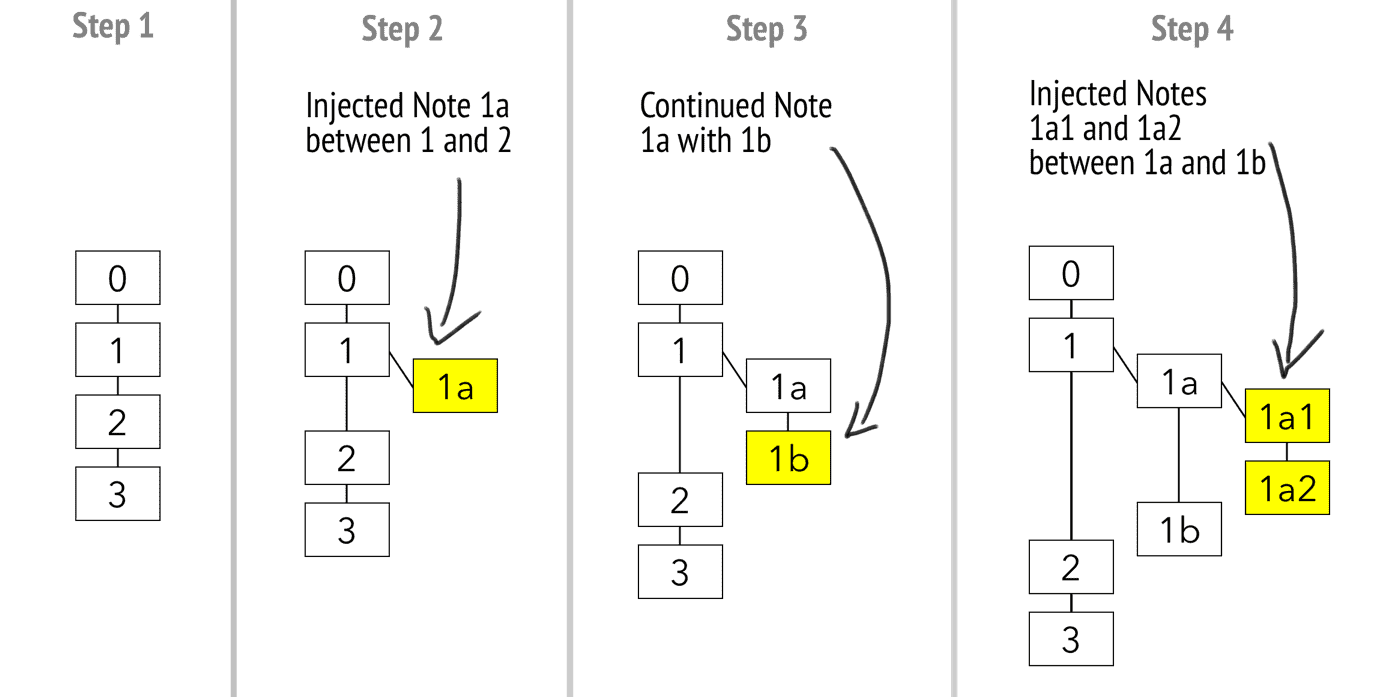 Step 1
0
1
2
3
Step 2
Injected Note 1a
between 1 and 2
0
1
1a
2
3
Step 3
Continued Note
1a with 1b
0
1
1a
1b
2
3
Step 4
Injected Notes
1a1 and 1a2
between 1a and 1b
0
1
1a
1a1
1a2
1b
2
3